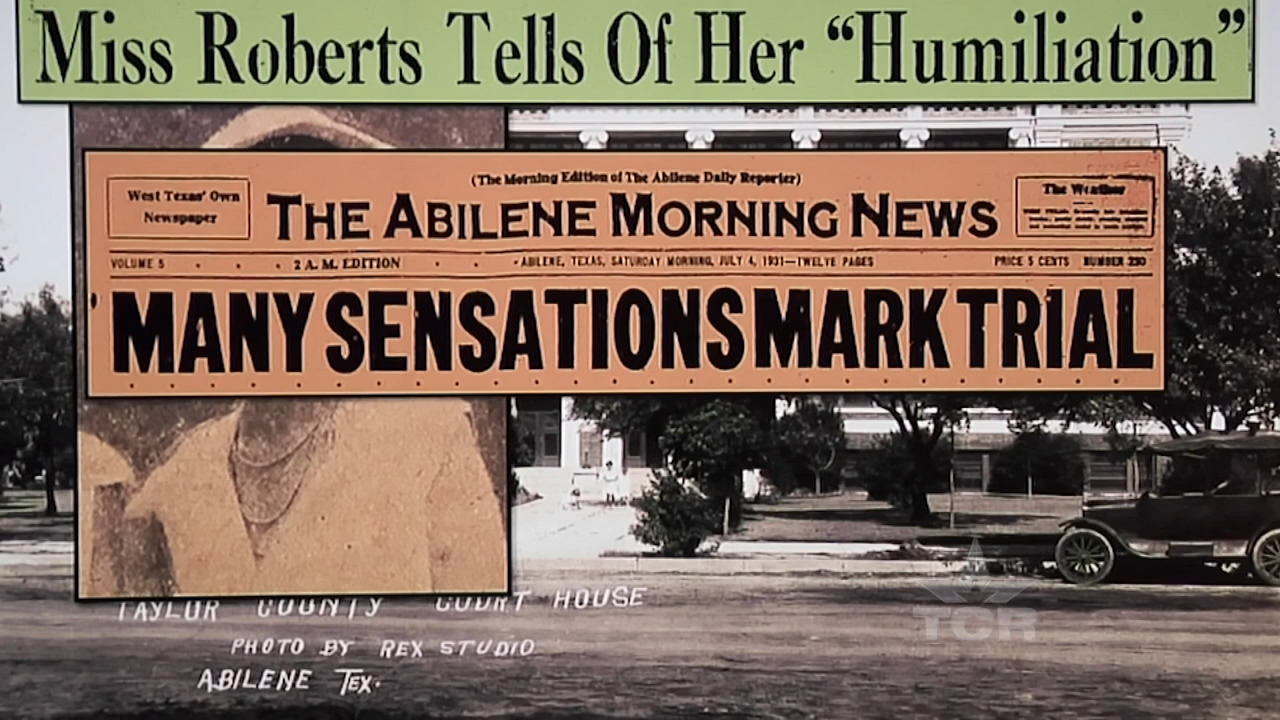 Miss Roberts Tells Of Her “Humiliation”
(The Morning Edition of The Abilene Daily Reporter)
West Texas' Own
Newspaper
THE ABILENE MORNING NEWS
The Weather
VOLUME 5 2 A. M. EDITION ABILENE, TEXAS, SATURDAY MORNING, JULY 4, 1931—TWELVE PAGES PRICE 5 CENTS NUMBER 250
MANY SENSATIONS MARK TRIAL
TAYLOR COUNTY COURT HOUSE
PHOTO BY REX STUDIO
ABILENE TEX.
TCR